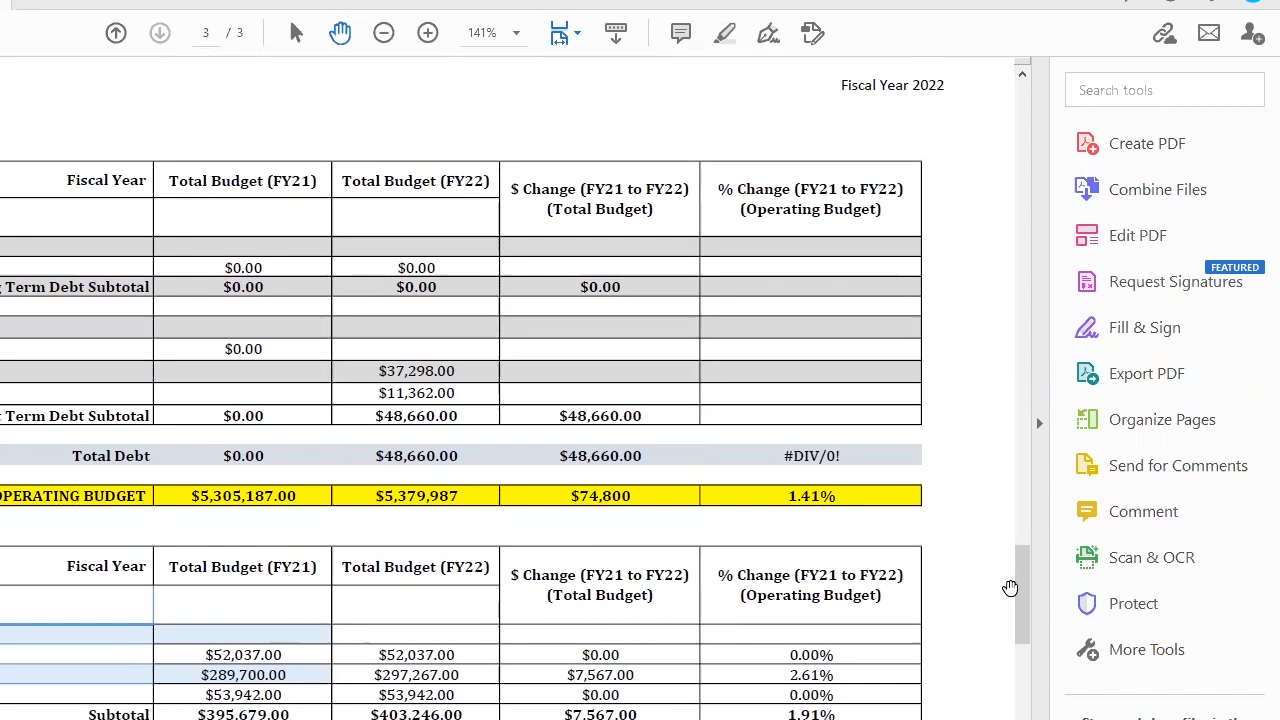 3 / 3 141%
Fiscal Year 2022
Search tools
Create PDF
Combine Files
Edit PDF
FEATURED
Request Signatures
Fill & Sign
Export PDF
Organize Pages
Send for Comments
Comment
Scan & OCR
Protect
More Tools
Fiscal Year Total Budget (FY21) Total Budget (FY22) $ Change (FY21 to FY22) % Change (FY21 to FY22)
(Total Budget) (Operating Budget)
$0.00 $0.00
Term Debt Subtotal $0.00 $0.00 $0.00
$0.00
$37,298.00
$11,362.00
Term Debt Subtotal $0.00 $48,660.00 $48,660.00
Total Debt $0.00 $48,660.00 $48,660.00 #DIV/0!
OPERATING BUDGET $5,305,187.00 $5,379,987 $74,800 1.41%
Fiscal Year Total Budget (FY21) Total Budget (FY22) $ Change (FY21 to FY22) % Change (FY21 to FY22)
(Total Budget) (Operating Budget)
$52,037.00 $52,037.00 $0.00 0.00%
$289,700.00 $297,267.00 $7,567.00 2.61%
$53,942.00 $53,942.00 $0.00 0.00%
Subtotal $395,679.00 $403,246.00 $7,567.00 1.91%